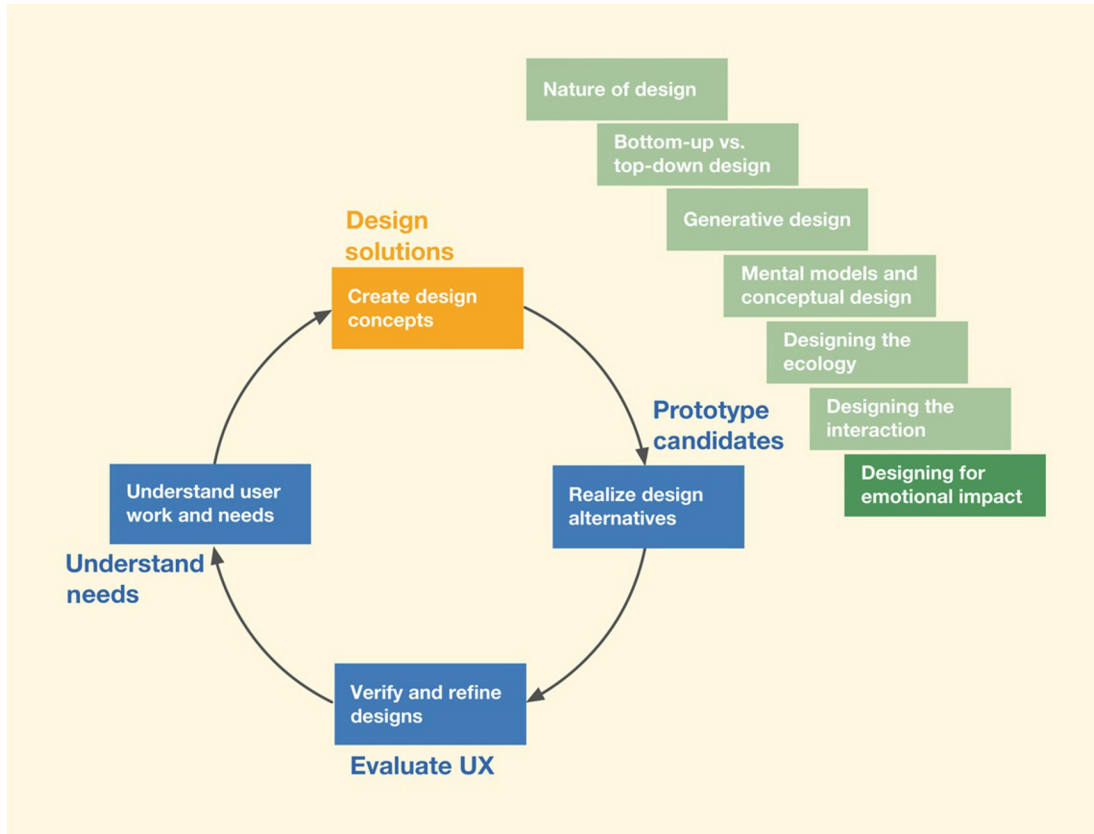 Nature of design
Bottom-up vs.
top-down design
Generative design
Mental models and
conceptual design
Designing the
ecology
Designing the
interaction
Designing for
emotional impact
Design
solutions
Create design
concepts
Prototype
candidates
Realize design
alternatives
Understand user
work and needs
Understand
needs
Verify and refine
designs
Evaluate UX